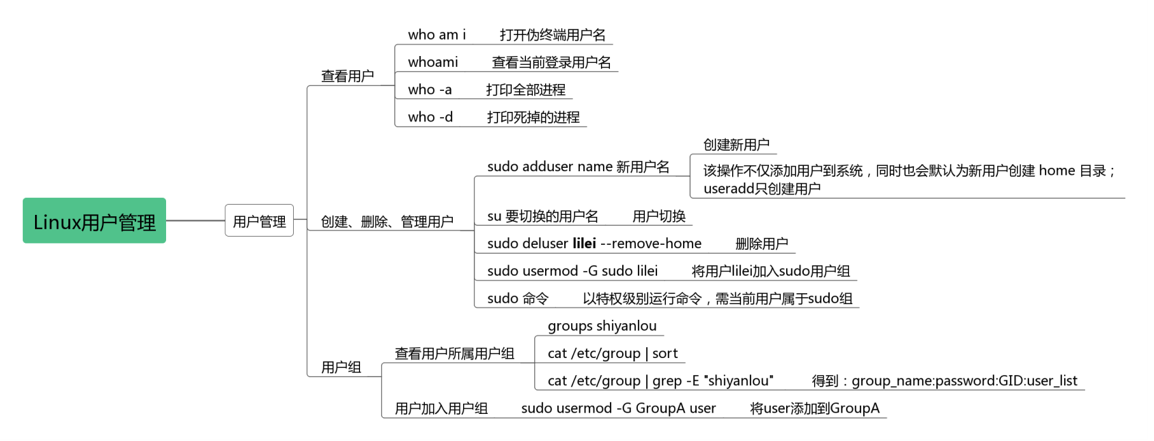 Linux用户管理
用户管理
查看用户
who am i 打开伪终端用户名
whoami 查看当前登录用户名
who -a 打印全部进程
who -d 打印死掉的进程
创建、删除、管理用户
sudo adduser name 新用户名
创建新用户
该操作不仅添加用户到系统，同时也会默认为新用户创建 home 目录；
useradd只创建用户
su 要切换的用户名 用户切换
sudo deluser lilei --remove-home 删除用户
sudo usermod -G sudo lilei 将用户lilei加入sudo用户组
sudo 命令 以特权级别运行命令，需当前用户属于sudo组
用户组
查看用户所属用户组
groups shiyanlou
cat /etc/group | sort
cat /etc/group | grep -E "shiyanlou" 得到：group_name:password:GID:user_list
用户加入用户组 sudo usermod -G GroupA user 将user添加到GroupA